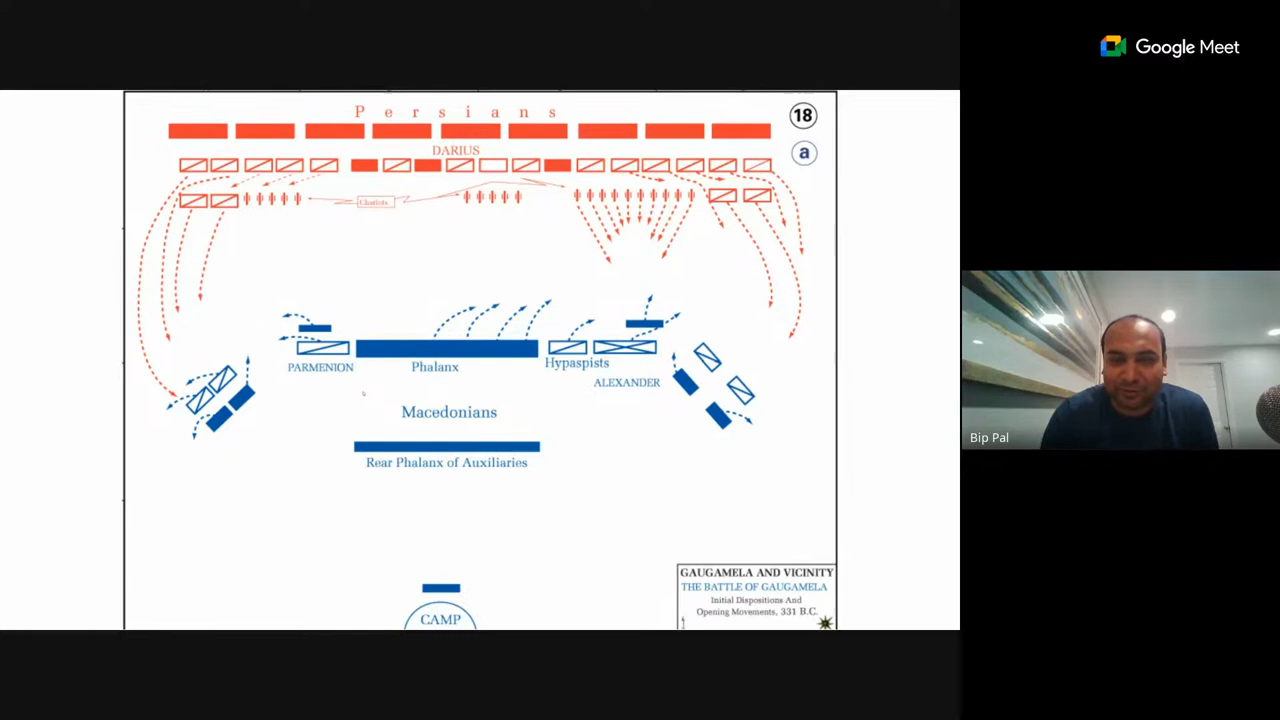 Google Meet
Persians
18
a
DARIUS
Chariots
PARMENION
Phalanx
Hypaspists
ALEXANDER
Macedonians
Rear Phalanx of Auxiliaries
Bip Pal
GAUGAMELA AND VICINITY
THE BATTLE OF GAUGAMELA
Initial Dispositions And
Opening Movements, 331 B.C.
CAMP